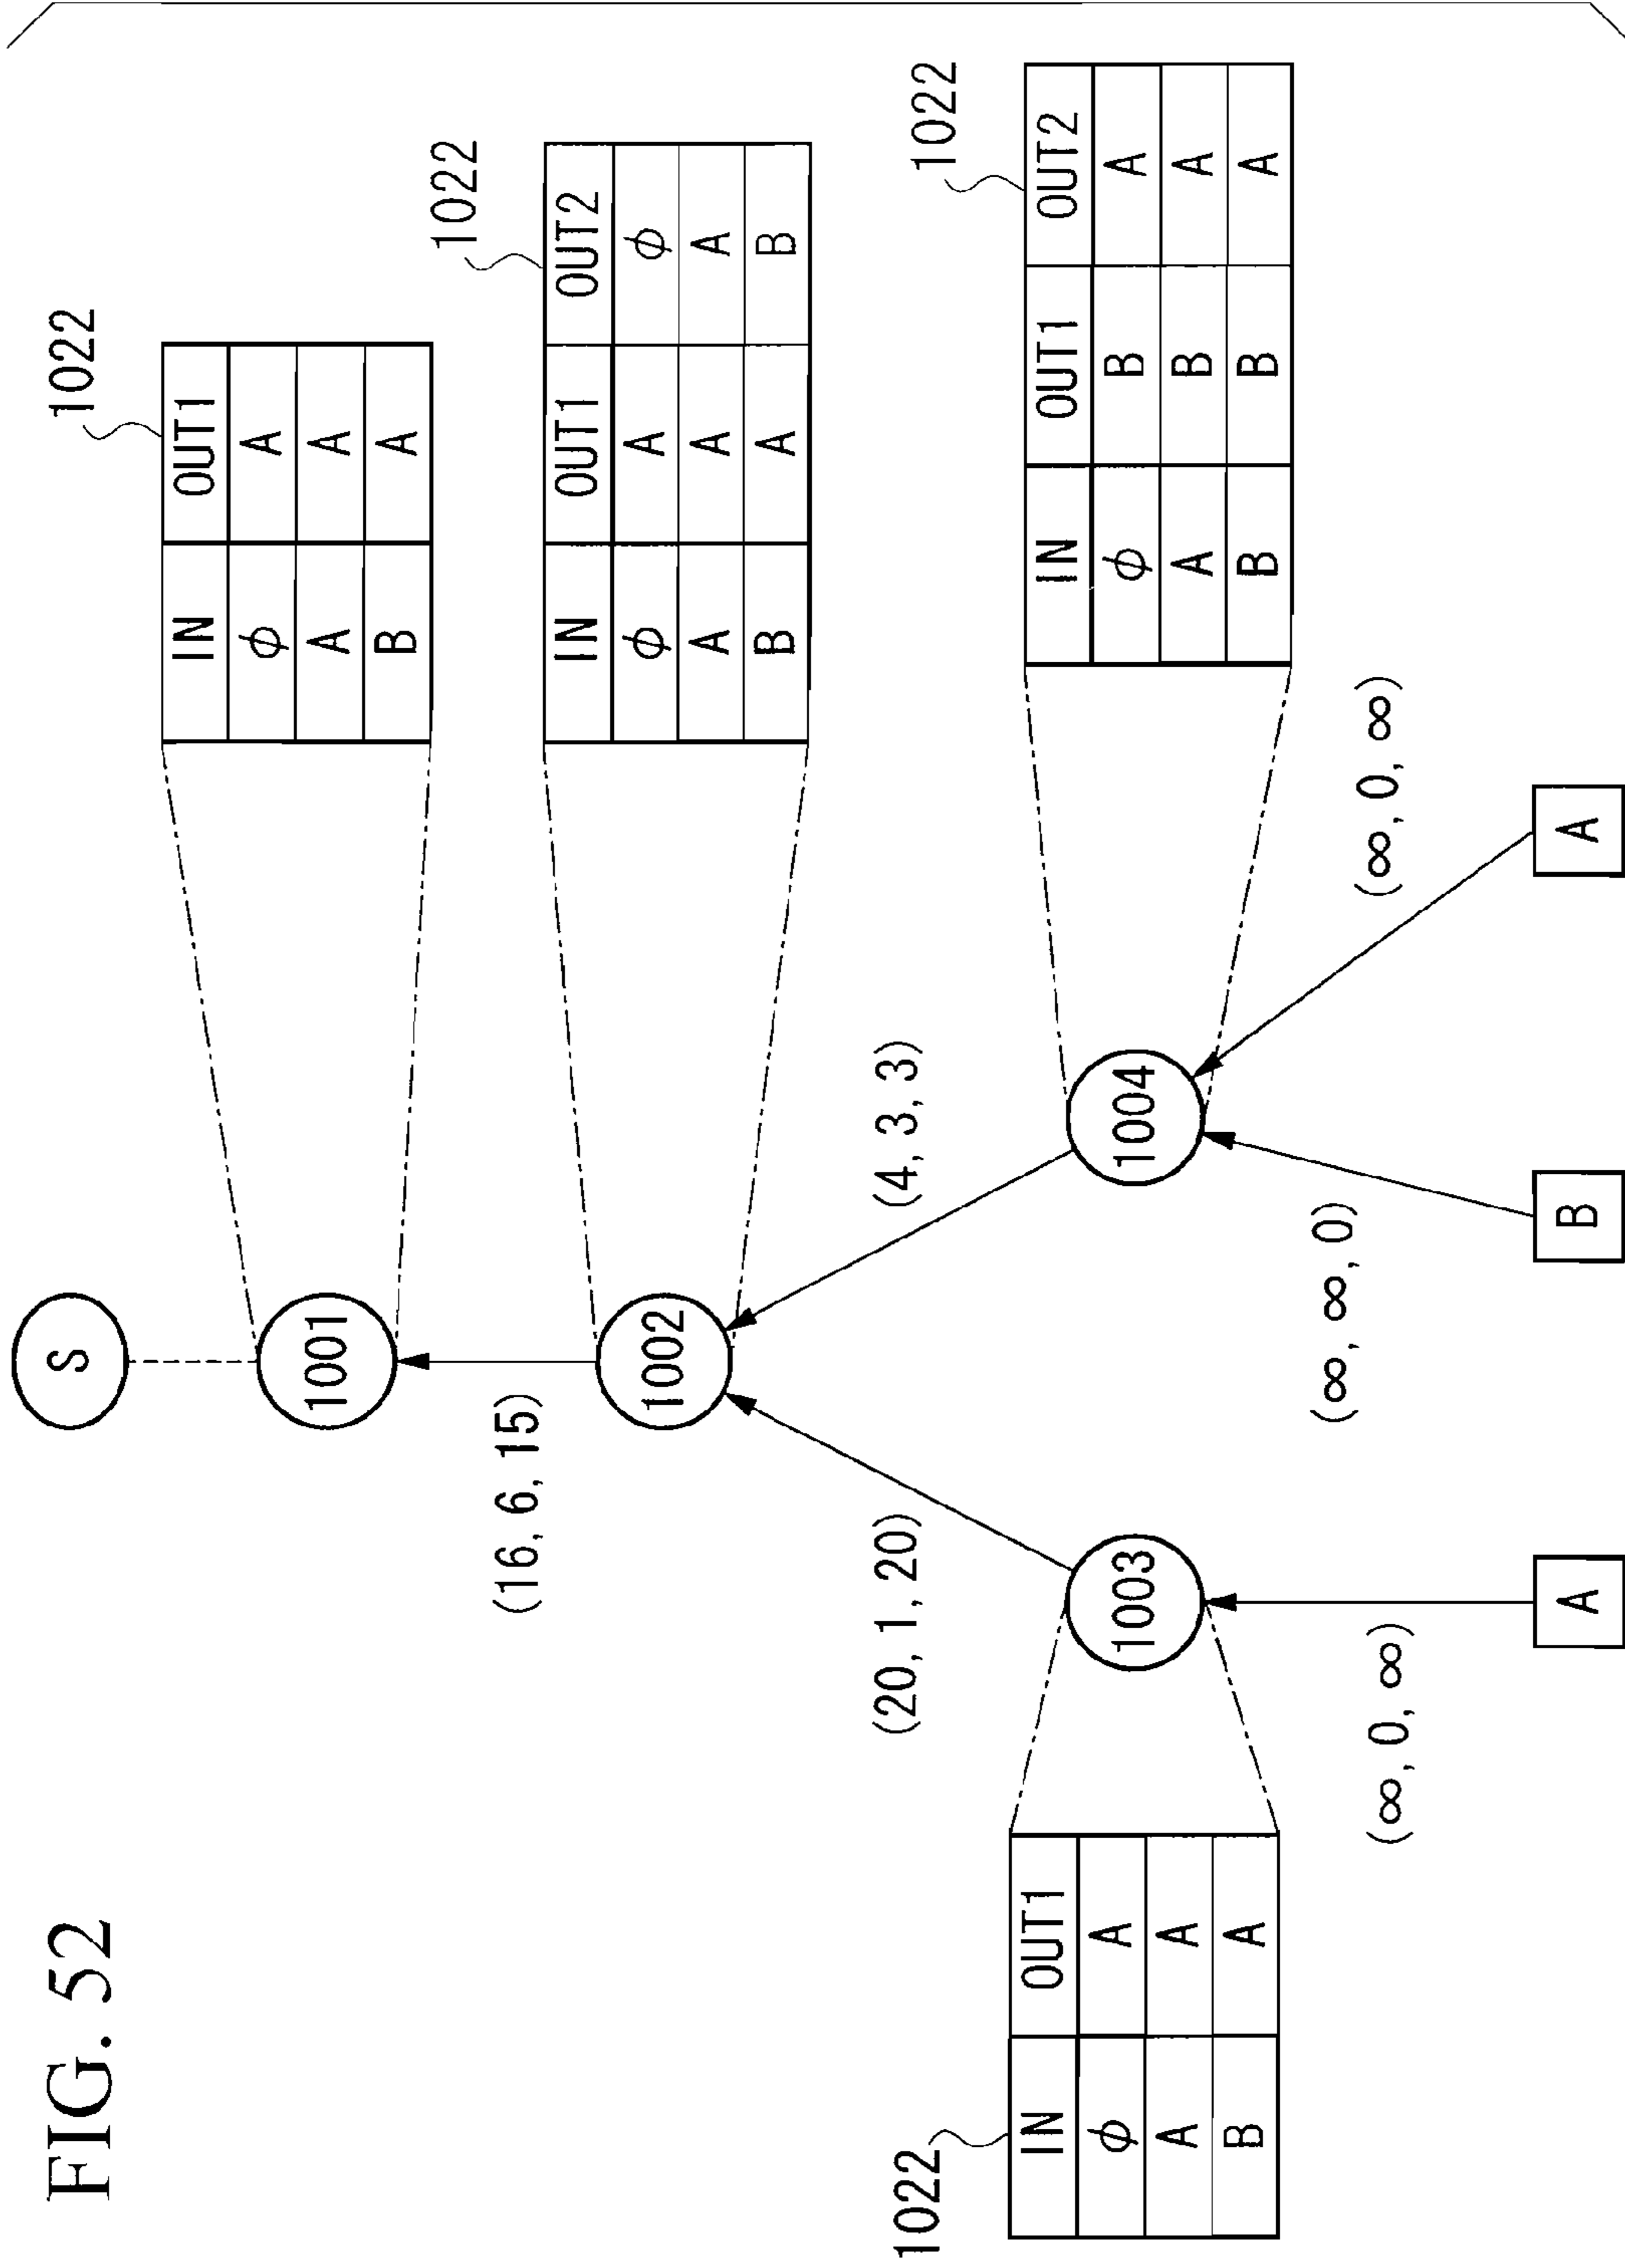 FIG. 52
S
1001
1022
IN OUT1
ϕ A
A A
B A
(16, 6, 15)
1002
1022
IN OUT1 OUT2
ϕ A ϕ
A A A
B A B
(20, 1, 20)
(4, 3, 3)
1022
IN OUT1
ϕ A
A A
B A
1003
1004
1022
IN OUT1 OUT2
ϕ B A
A B A
B B A
(∞, 0, ∞)
(∞, ∞, 0)
(∞, 0, ∞)
A
B
A